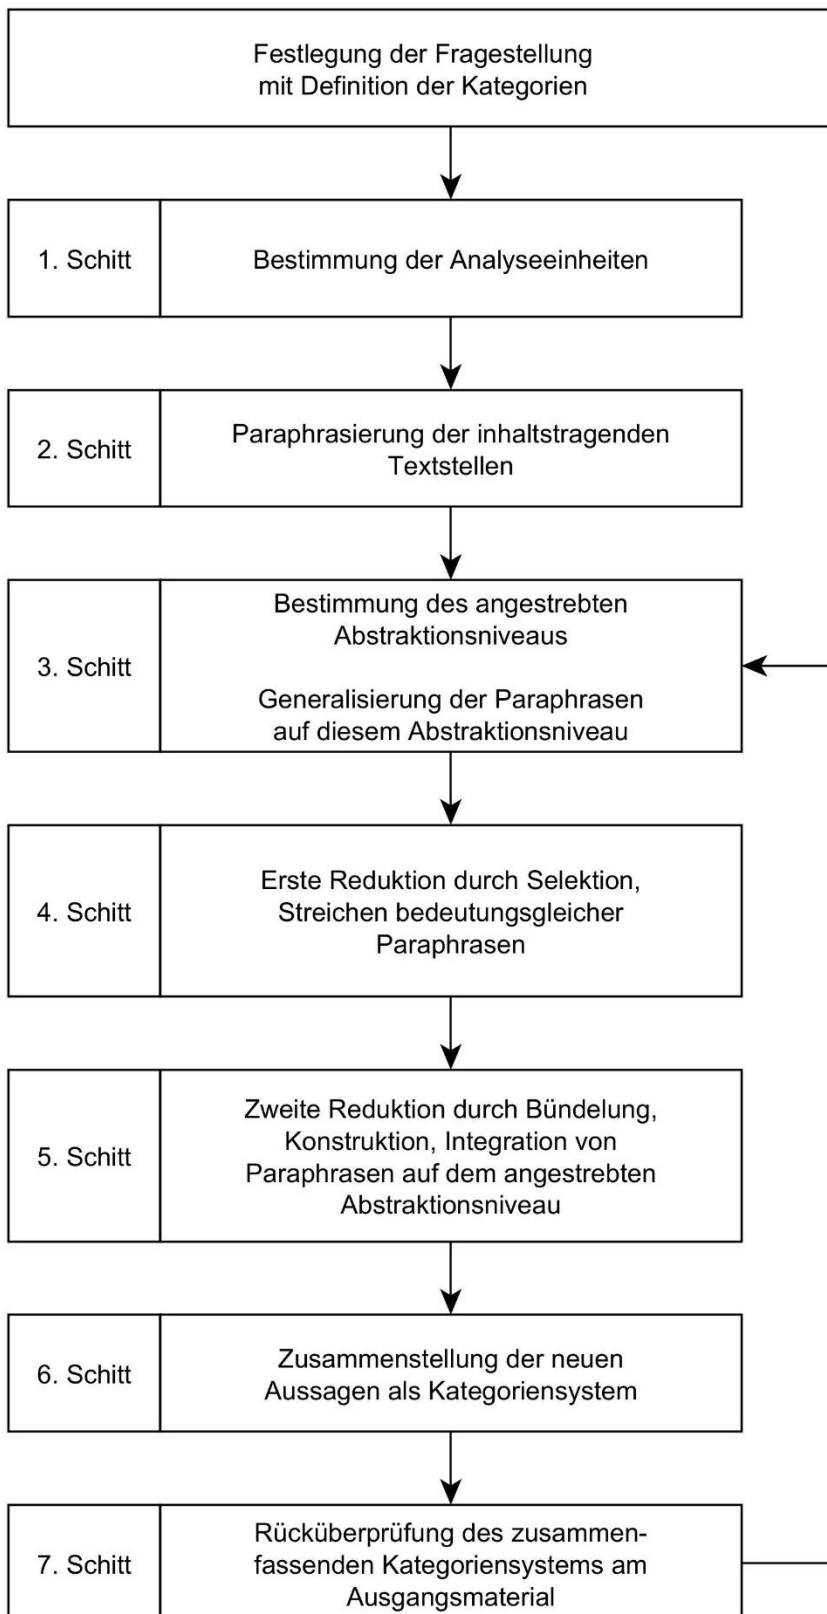 Festlegung der Fragestellung
mit Definition der Kategorien
1. Schitt
Bestimmung der Analyseeinheiten
2. Schitt
Paraphrasierung der inhaltstragenden
Textstellen
3. Schitt
Bestimmung des angestrebten
Abstraktionsniveaus
Generalisierung der Paraphrasen
auf diesem Abstraktionsniveau
4. Schitt
Erste Reduktion durch Selektion,
Streichen bedeutungsgleicher
Paraphrasen
5. Schitt
Zweite Reduktion durch Bündelung,
Konstruktion, Integration von
Paraphrasen auf dem angestrebten
Abstraktionsniveau
6. Schitt
Zusammenstellung der neuen
Aussagen als Kategoriensystem
7. Schitt
Rücküberprüfung des zusammen-
fassenden Kategoriensystems am
Ausgangsmaterial